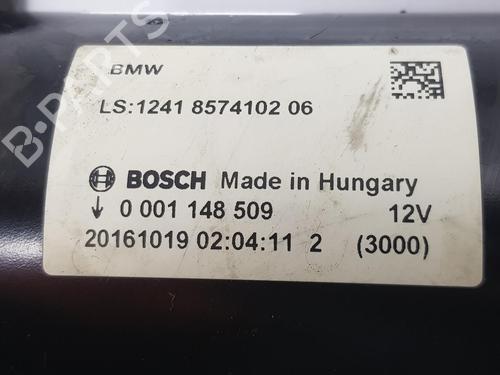 BMW
LS:1241 8574102 06
BOSCH Made in Hungary
↓ 0 001 148 509 12V
20161019 02:04:11 2 (3000)
B-PARTS